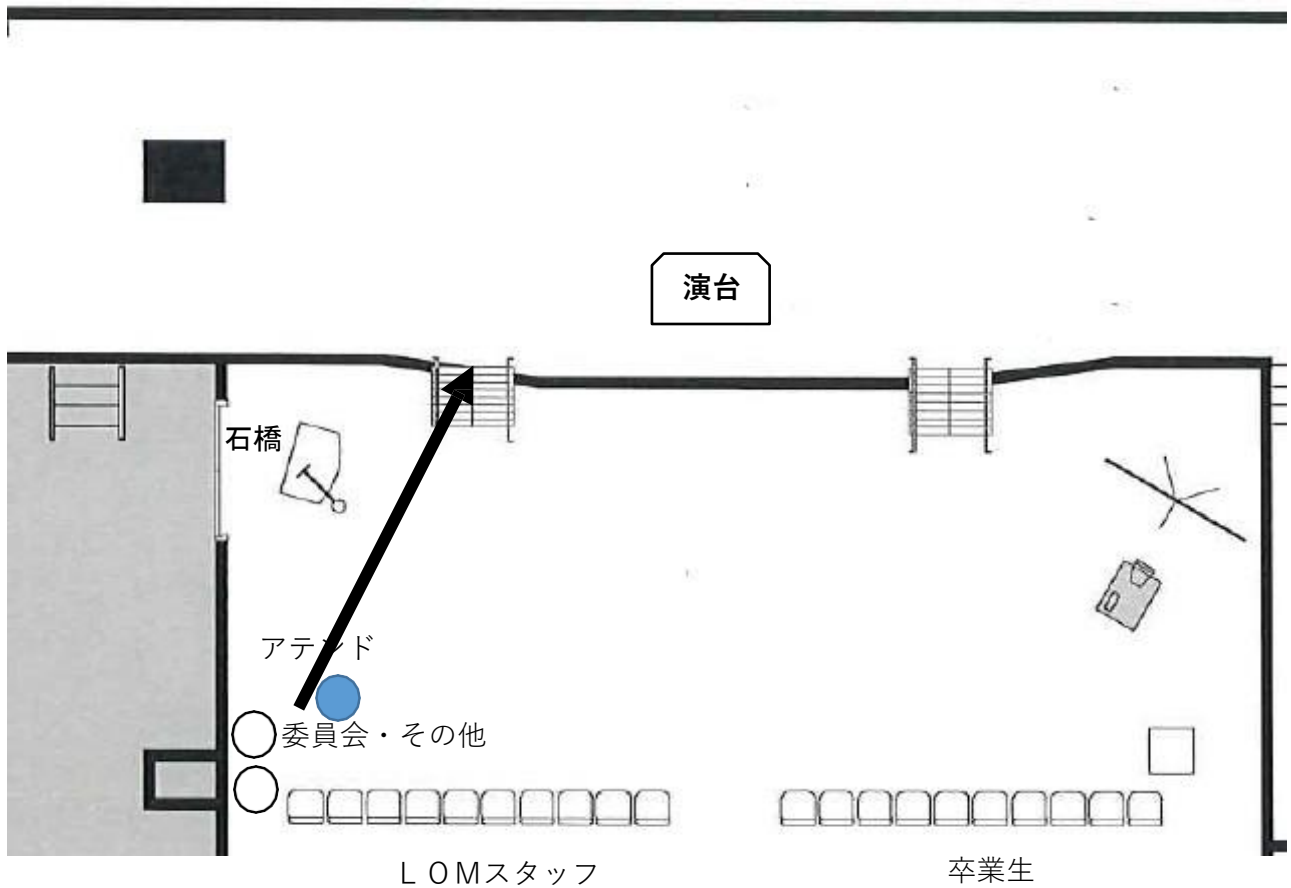 演台
石橋
アテンド
委員会・その他
ＬＯＭスタッフ
卒業生